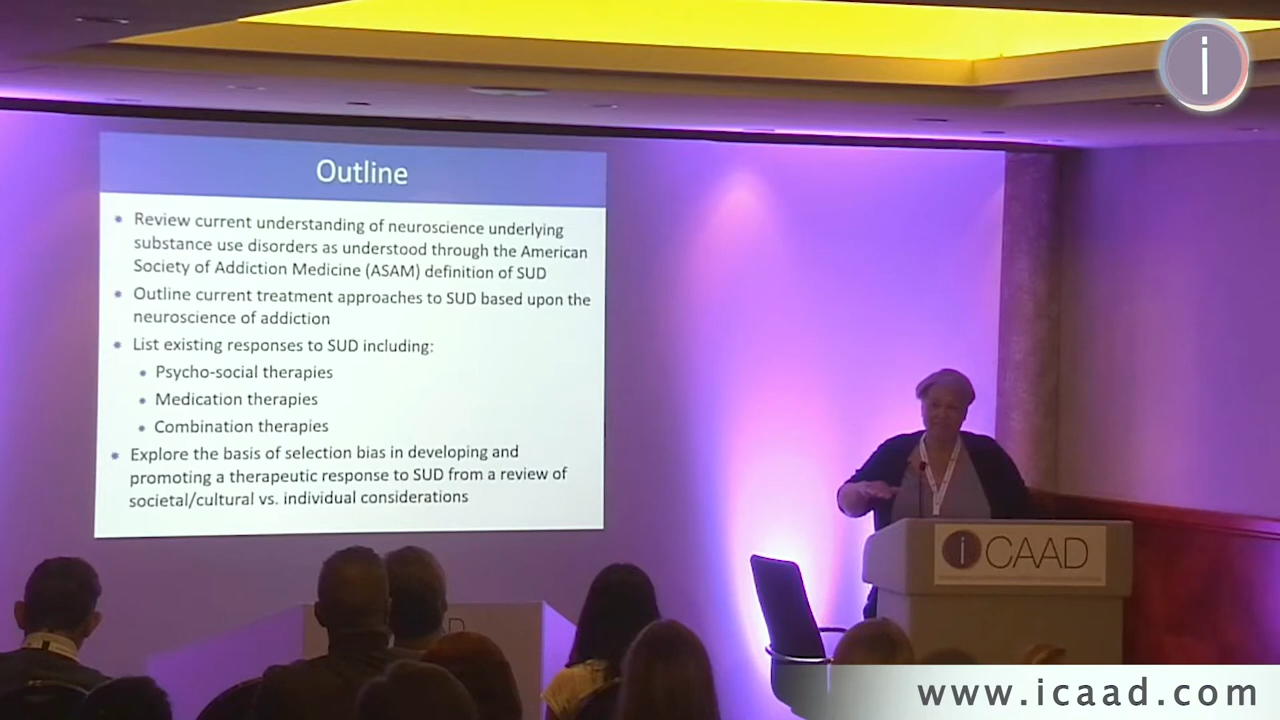 i
Outline
Review current understanding of neuroscience underlying
substance use disorders as understood through the American
Society of Addiction Medicine (ASAM) definition of SUD
Outline current treatment approaches to SUD based upon the
neuroscience of addiction
List existing responses to SUD including:
Psycho-social therapies
Medication therapies
Combination therapies
Explore the basis of selection bias in developing and
promoting a therapeutic response to SUD from a review of
societal/cultural vs. individual considerations
i CAAD
D
www.icaad.com